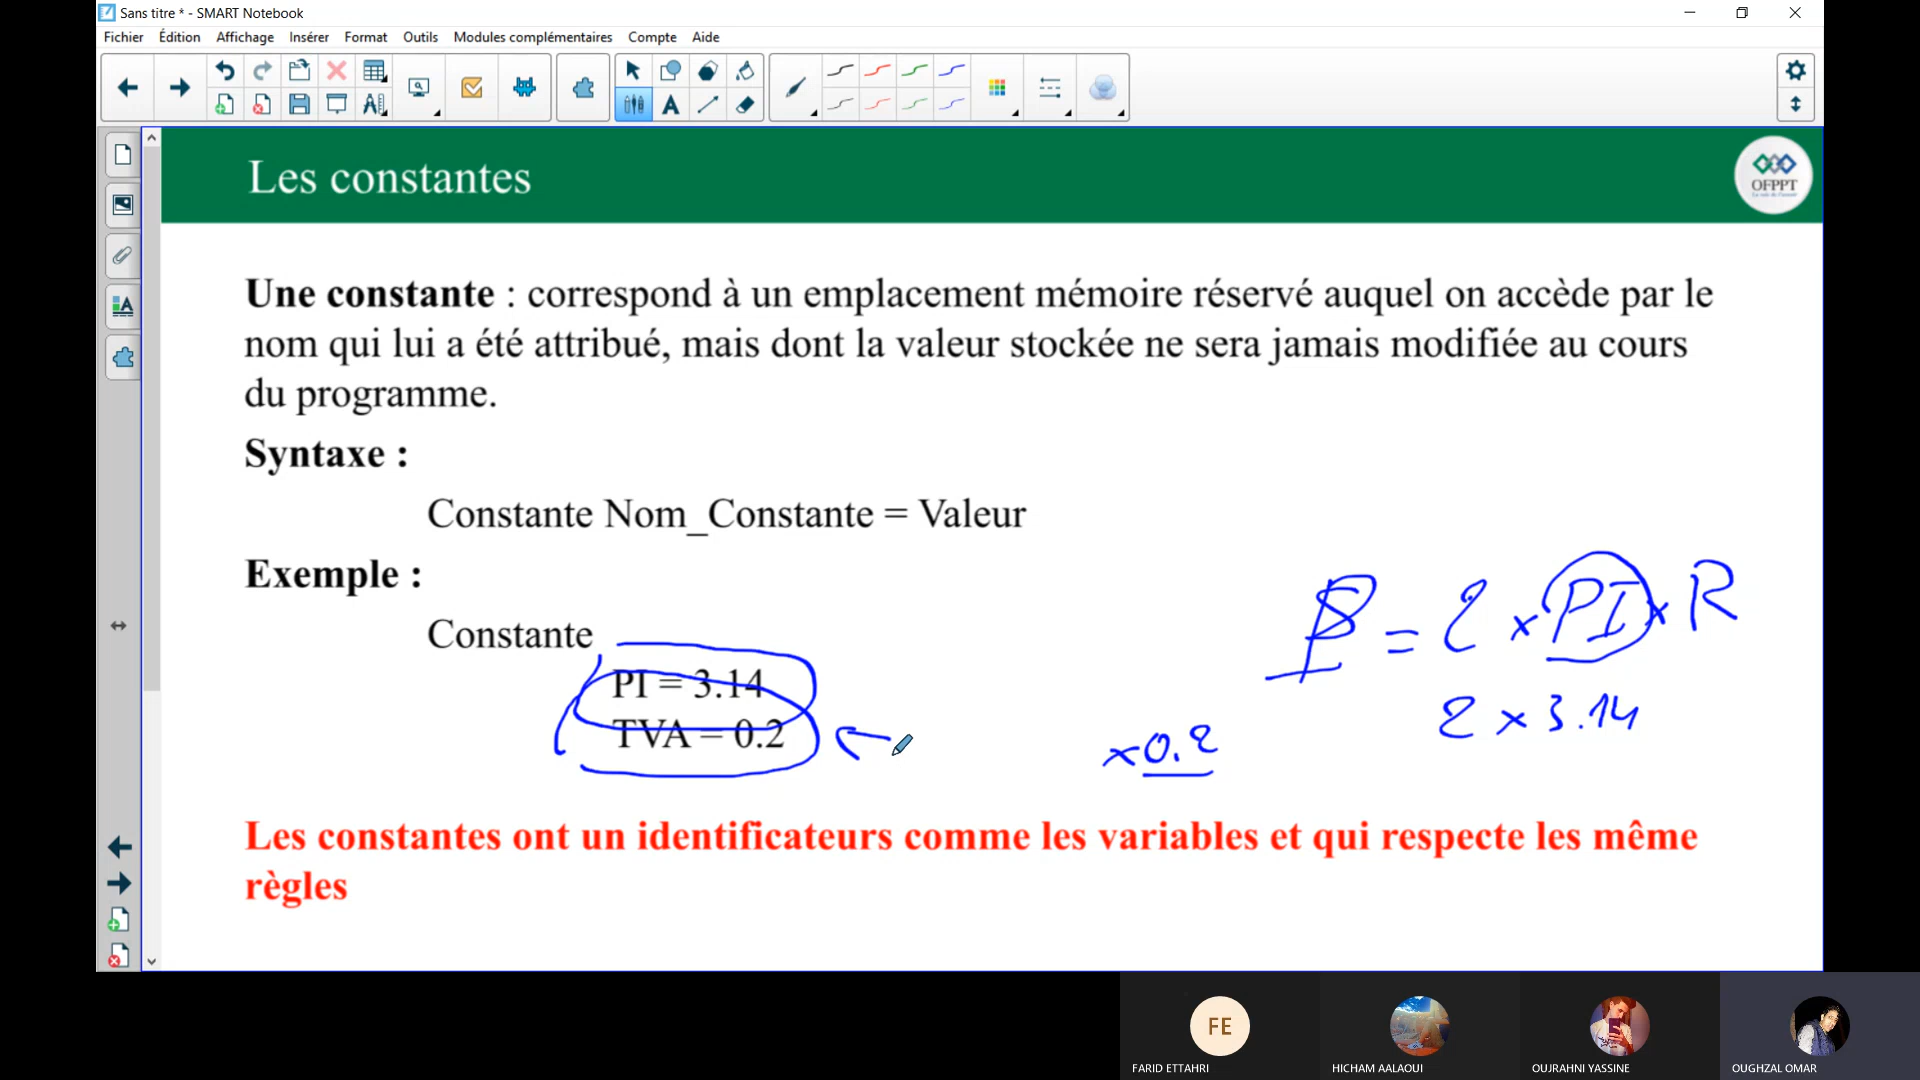 Sans titre * - SMART Notebook
Fichier Édition Affichage Insérer Format Outils Modules complémentaires Compte Aide
Les constantes
OFPPT
Une constante : correspond à un emplacement mémoire réservé auquel on accède par le
nom qui lui a été attribué, mais dont la valeur stockée ne sera jamais modifiée au cours
du programme.
Syntaxe :
Constante Nom_Constante = Valeur
Exemple :
Constante
PI = 3.14
TVA = 0.2
= 2 × PI × R
2 × 3.14
×0.2
Les constantes ont un identificateurs comme les variables et qui respecte les même
règles
FE
FARID ETTAHRI
HICHAM AALAOUI
OUJRAHNI YASSINE
OUGHZAL OMAR